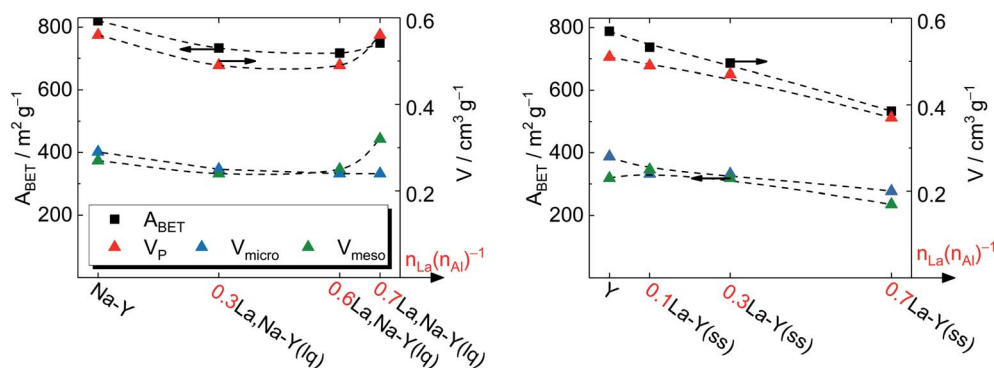 800
600
400
200
A_BET / m² g⁻¹
0.6
0.4
0.2
V / cm³ g⁻¹
A_BET
V_P V_micro V_meso
n_La(n_Al)⁻¹
Na-Y
0.3La,Na-Y(lq)
0.6La,Na-Y(lq)
0.7La,Na-Y(lq)
800
600
400
200
A_BET / m² g⁻¹
0.6
0.4
0.2
V / cm³ g⁻¹
n_La(n_Al)⁻¹
Y
0.1La-Y(ss)
0.3La-Y(ss)
0.7La-Y(ss)